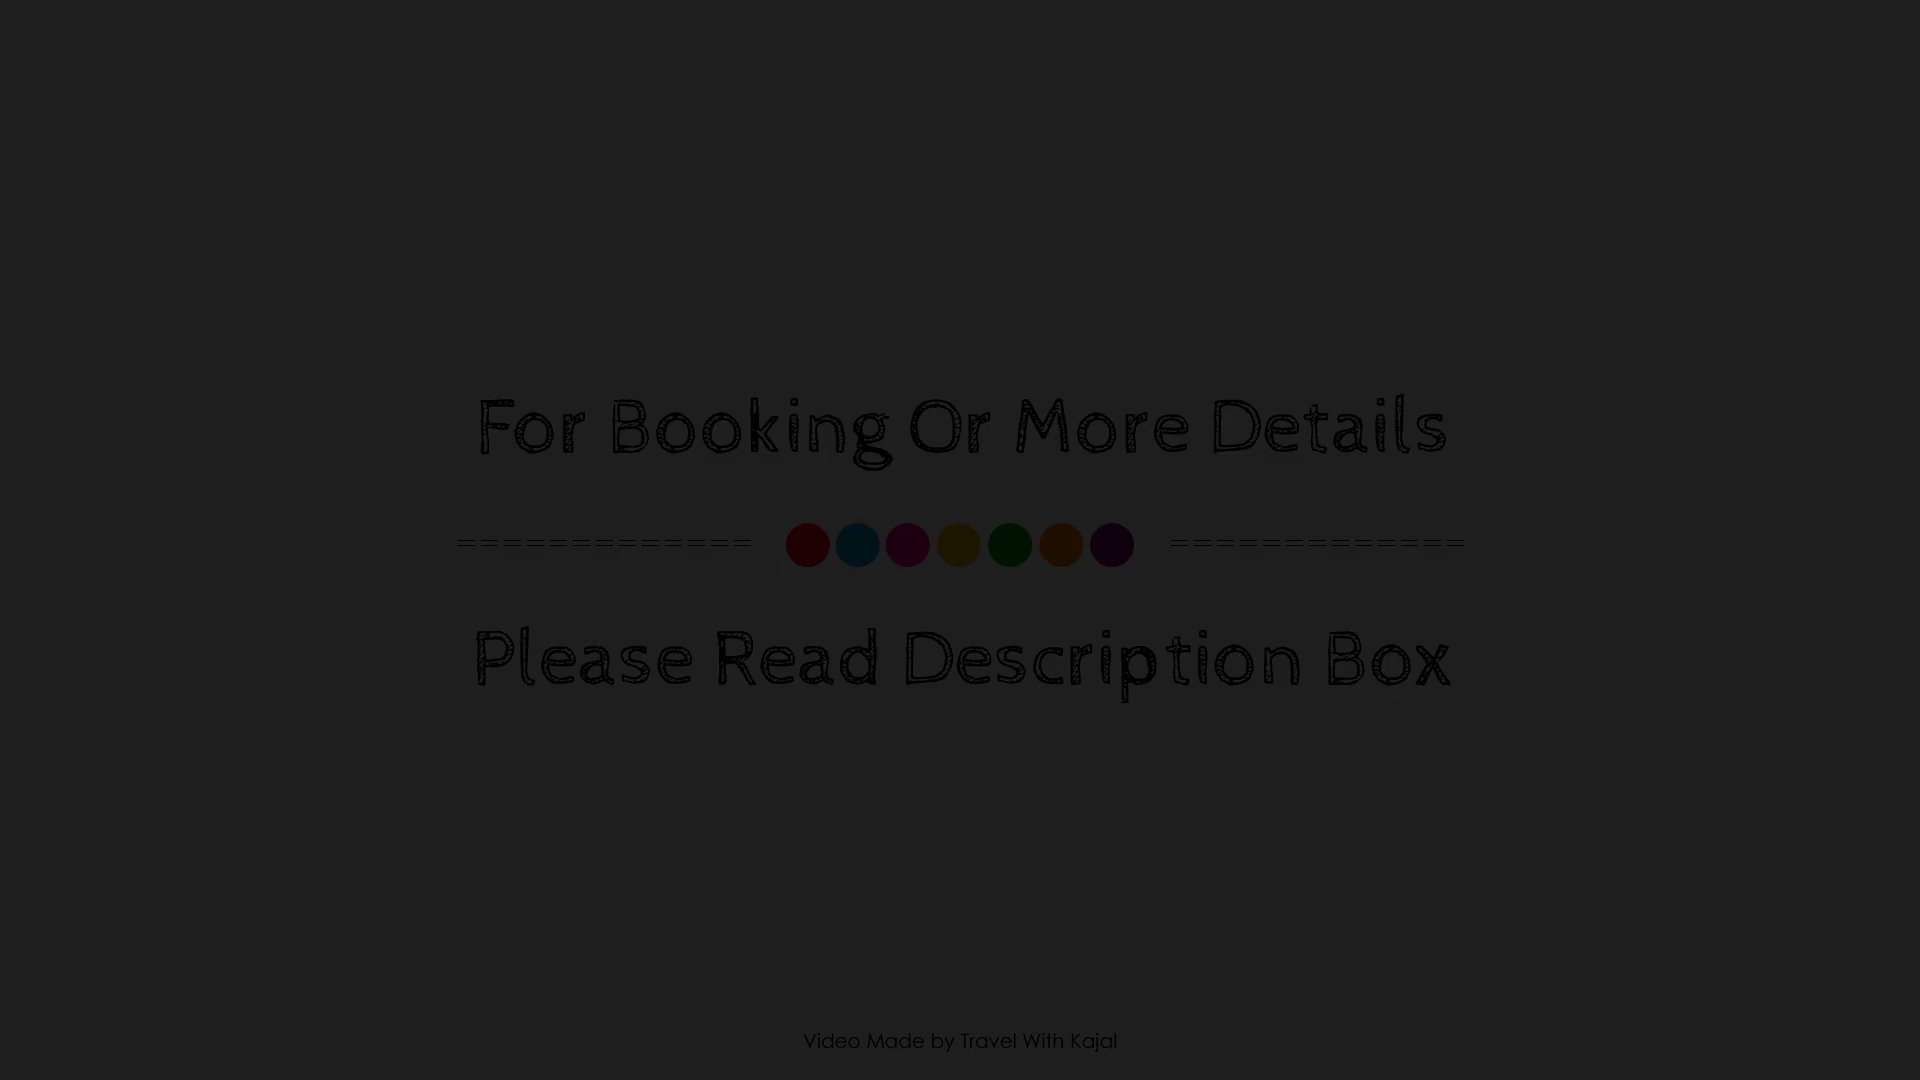 For Booking Or More Details
============= =============
Please Read Description Box
Video Made by Travel With Kajal